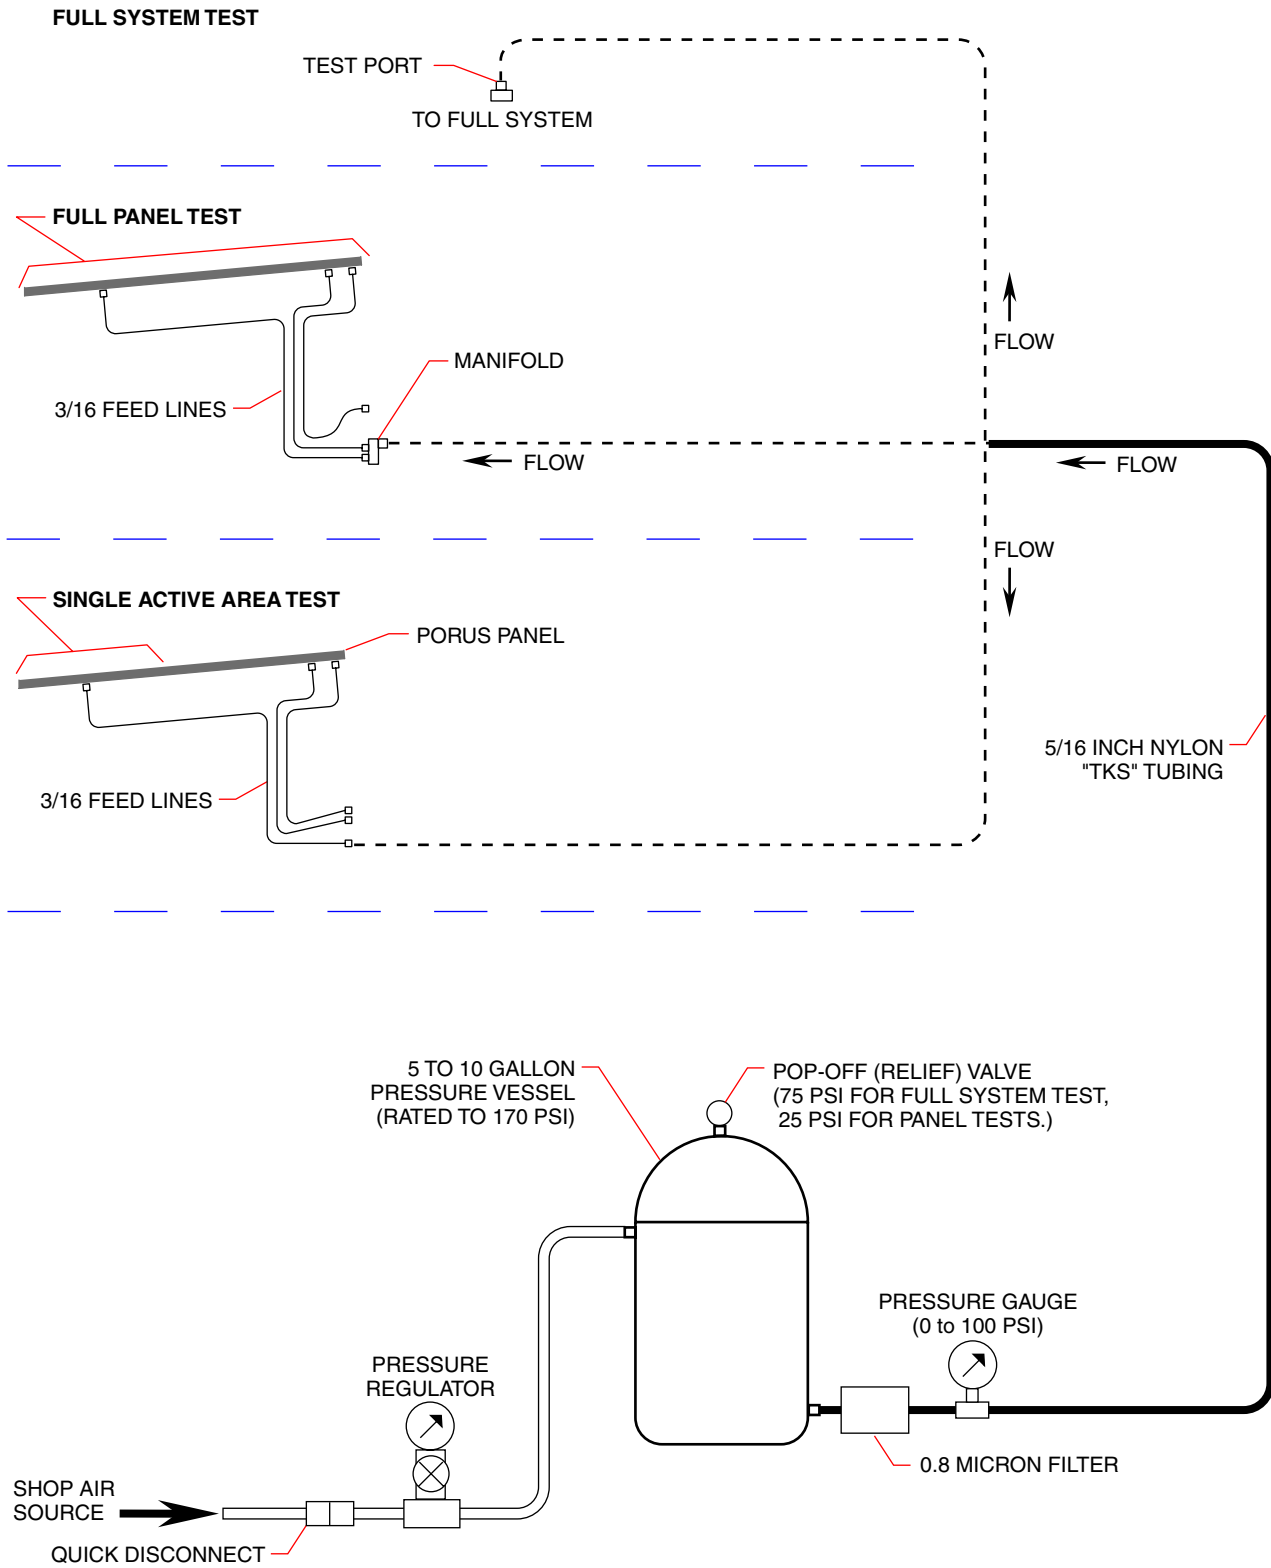 FULL SYSTEM TEST
TEST PORT
TO FULL SYSTEM
FULL PANEL TEST
FLOW
MANIFOLD
3/16 FEED LINES
FLOW
FLOW
FLOW
SINGLE ACTIVE AREA TEST
PORUS PANEL
5/16 INCH NYLON
"TKS" TUBING
3/16 FEED LINES
5 TO 10 GALLON
PRESSURE VESSEL
(RATED TO 170 PSI)
POP-OFF (RELIEF) VALVE
(75 PSI FOR FULL SYSTEM TEST,
25 PSI FOR PANEL TESTS.)
PRESSURE GAUGE
(0 to 100 PSI)
PRESSURE
REGULATOR
0.8 MICRON FILTER
SHOP AIR
SOURCE
QUICK DISCONNECT